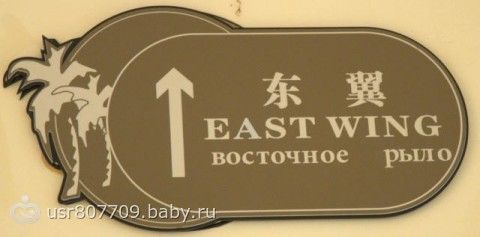 东 翼
EAST WING
восточное рыло
usr807709.baby.ru